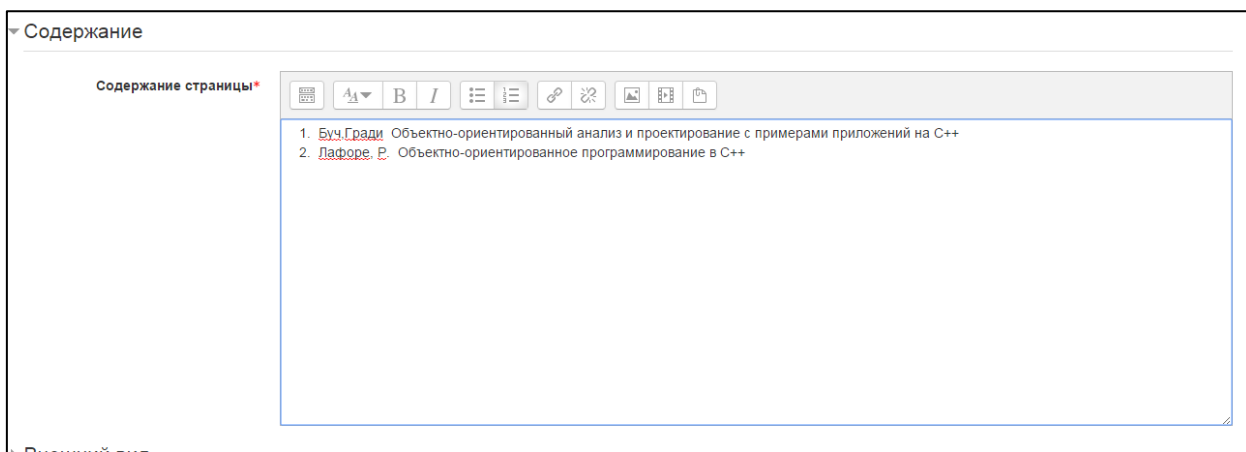 Содержание
Содержание страницы*
1. Буч,Гради Объектно-ориентированный анализ и проектирование с примерами приложений на C++
2. Лафоре, Р. Объектно-ориентированное программирование в C++